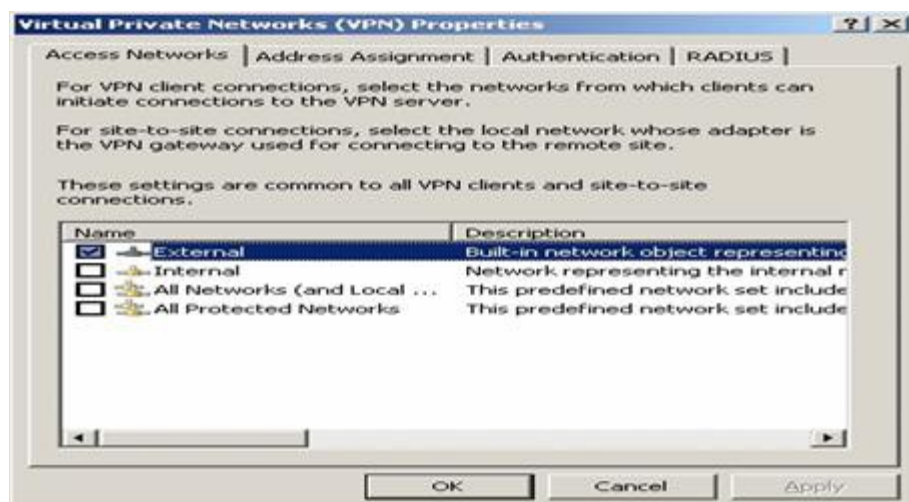 Virtual Private Networks (VPN) Properties
Access Networks Address Assignment Authentication RADIUS
For VPN client connections, select the networks from which clients can
initiate connections to the VPN server.
For site-to-site connections, select the local network whose adapter is
the VPN gateway used for connecting to the remote site.
These settings are common to all VPN clients and site-to-site
connections.
Name Description
External Built-in network object representing
Internal Network representing the internal r
All Networks (and Local ... This predefined network set include
All Protected Networks This predefined network set include
OK Cancel Apply